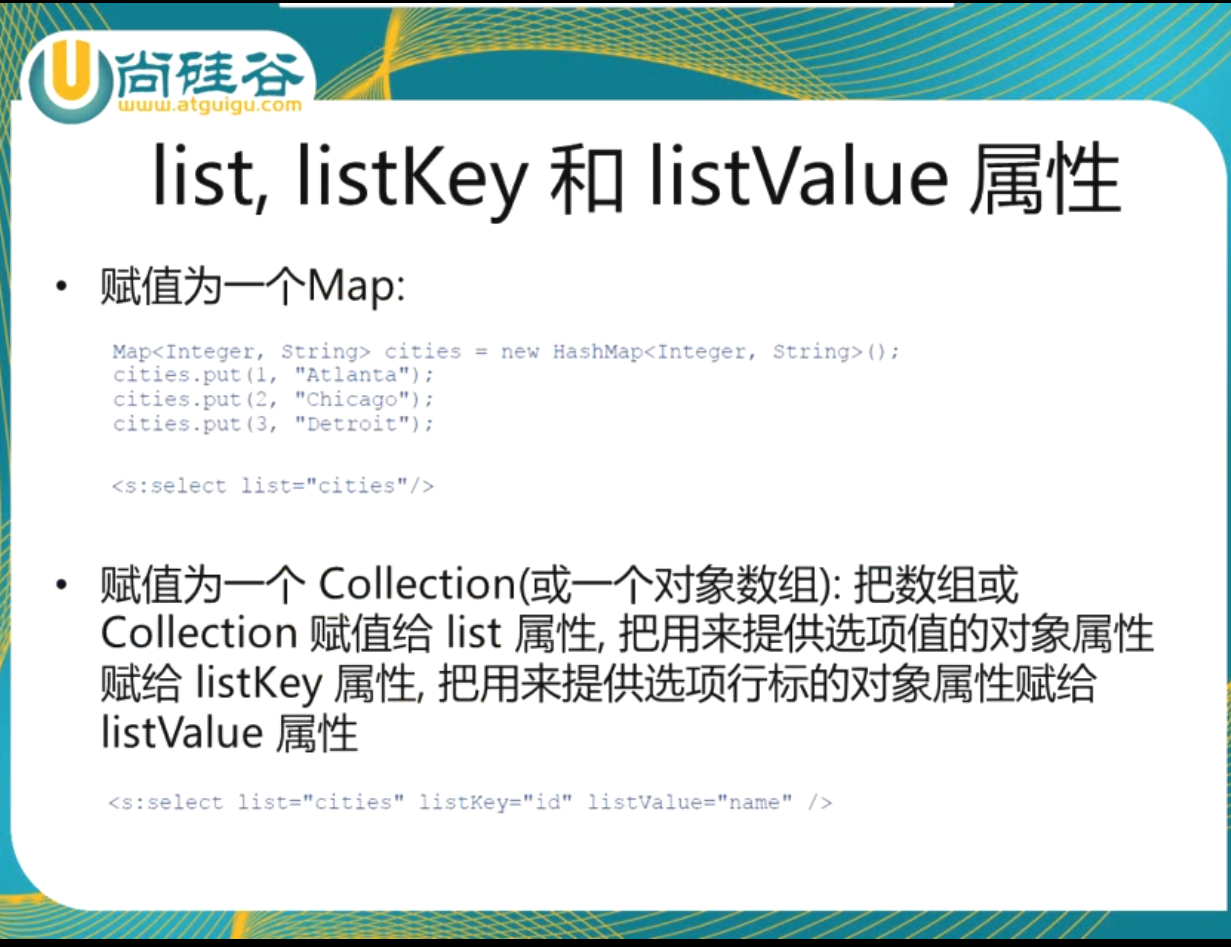 尚硅谷
www.atguigu.com
list, listKey 和 listValue 属性
• 赋值为一个Map:
Map<Integer, String> cities = new HashMap<Integer, String>();
cities.put(1, "Atlanta");
cities.put(2, "Chicago");
cities.put(3, "Detroit");
<s:select list="cities"/>
• 赋值为一个 Collection(或一个对象数组): 把数组或
Collection 赋值给 list 属性, 把用来提供选项值的对象属性
赋给 listKey 属性, 把用来提供选项行标的对象属性赋给
listValue 属性
<s:select list="cities" listKey="id" listValue="name" />